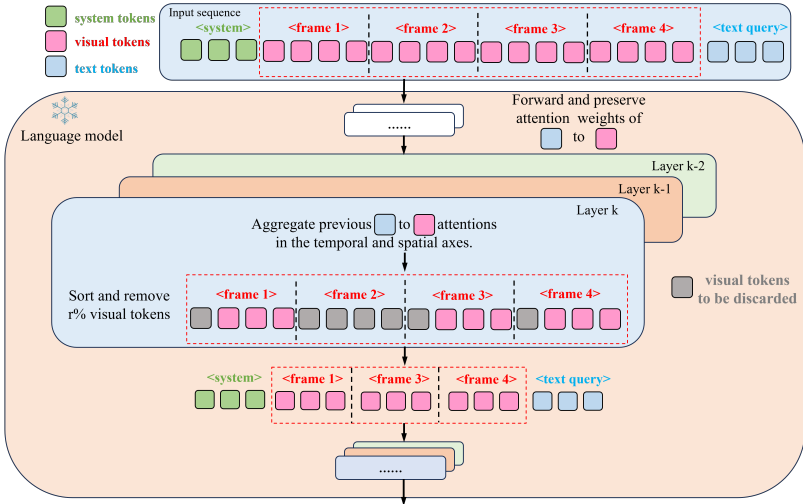 system tokens
visual tokens
text tokens
Input sequence
<system>
<frame 1>
<frame 2>
<frame 3>
<frame 4>
<text query>
Language model
......
Forward and preserve
attention weights of
to
Layer k-2
Layer k-1
Layer k
Aggregate previous to attentions
in the temporal and spatial axes.
Sort and remove
r% visual tokens
<frame 1>
<frame 2>
<frame 3>
<frame 4>
visual tokens
to be discarded
<system>
<frame 1>
<frame 3>
<frame 4>
<text query>
......